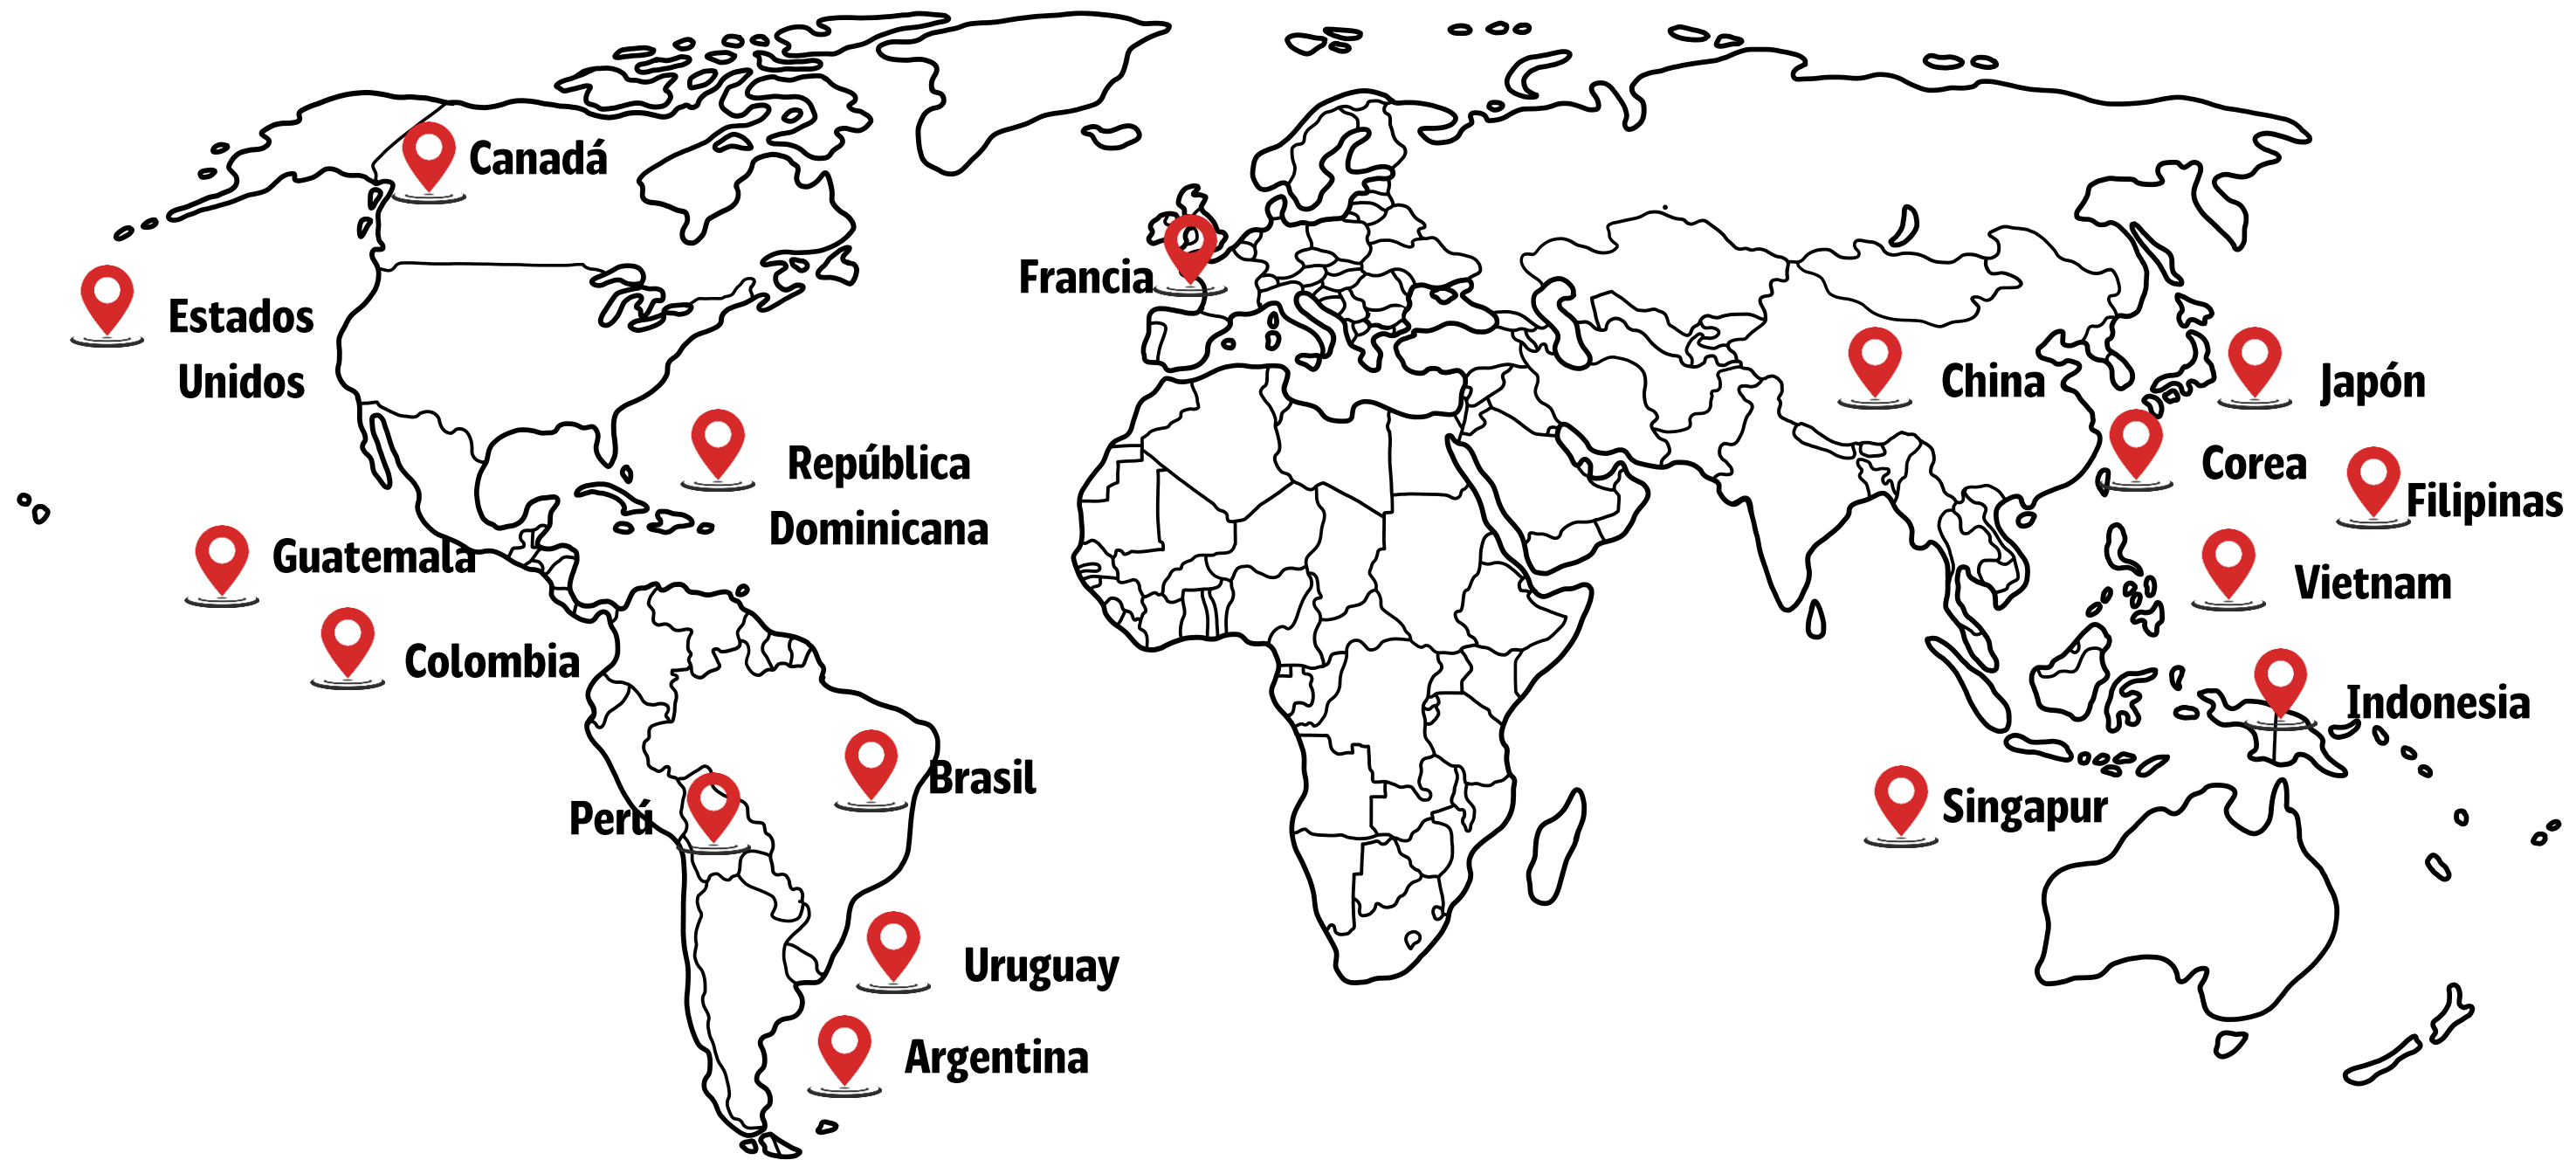 Canadá
Francia
Estados
Unidos
China
Japón
República
Dominicana
Corea
Filipinas
Guatemala
Vietnam
Colombia
Indonesia
Brasil
Perú
Singapur
Uruguay
Argentina